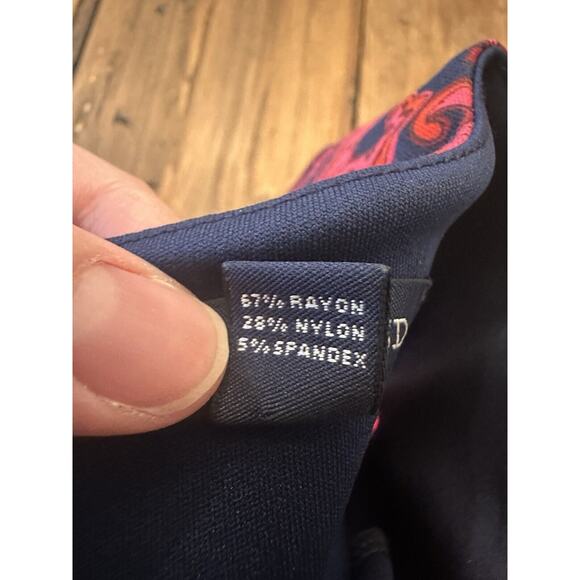 67% RAYON
28% NYLON
5% SPANDEX